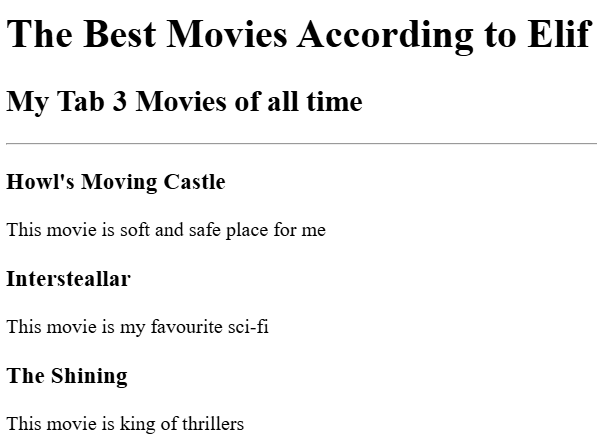 The Best Movies According to Elif
My Tab 3 Movies of all time
Howl's Moving Castle
This movie is soft and safe place for me
Intersteallar
This movie is my favourite sci-fi
The Shining
This movie is king of thrillers